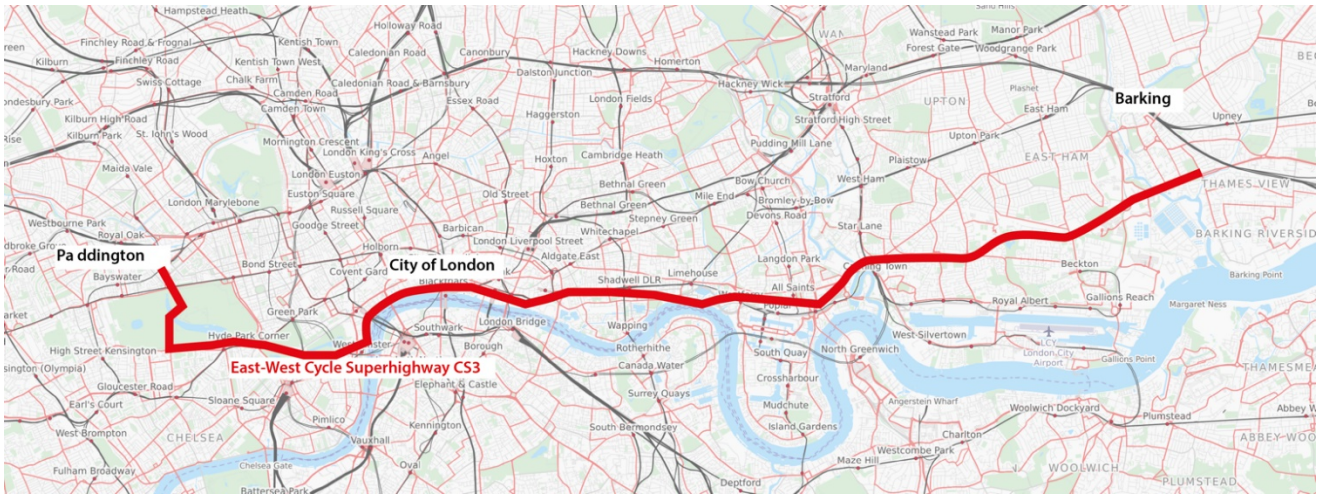 Hampstead Heath
Holloway Road
Sand Hills
Finchley Road & Frognal
Kentish Town
Caledonian Road
Canonbury
Hackney Downs
Homerton
Wanstead Park
Manor Park
Forest Gate
Woodgrange Park
Kilburn
Finchley Road
Kentish Town West
Dalston Junction
Maryland
Swiss Cottage
Chalk Farm
Caledonian Road & Barnsbury
Hackney Wick
Plashet
Barking
ondesbury Park
Camden Road
Essex Road
London Fields
Stratford
UPTON
East Ham
Kilburn High Road
Camden Town
Haggerston
Stratford High Street
Upney
Rise
Kilburn Park
St. John's Wood
Mornington Crescent
Upton Park
London King's Cross
Angel
Hoxton
Cambridge Heath
Pudding Mill Lane
Plaistow
EAST HAM
Maida Vale
London Euston
Bethnal Green
Bow Church
West Ham
THAMES VIEW
Euston Square
Old Street
Mile End
Bromley-by-Bow
London Marylebone
Russell Square
Bethnal Green
Stepney Green
Devons Road
Westbourne Park
Goodge Street
Barbican
Whitechapel
Star Lane
BARKING RIVERSIDE
Royal Oak
Holborn
London Liverpool Street
Pa ddington
Aldgate East
Langdon Park
Bond Street
Covent Gard
City of London
Limehouse
Beckton
Barking Point
Bayswater
Shadwell DLR
All Saints
Gallions Reach
Margaret Ness
Green Park
Southwark
London Bridge
Wapping
Royal Albert
Hyde Park Corner
Borough
Rotherhithe
West-Silvertown
High Street Kensington
East-West Cycle Superhighway CS3
South Quay
North Greenwich
LCY
London City
Airport
Gallions Point
Canada Water
Gloucester Road
Elephant & Castle
Crossharbour
THAMESME
Sloane Square
Surrey Quays
Angerstein Wharf
Woolwich Dockyard
Earl's Court
Pimlico
Kennington
Mudchute
Plumstead
Abbey W
West Brompton
CHELSEA
Vauxhall
South Bermondsey
Island Gardens
Charlton
ABBEY WOO
Fulham Broadway
Chelsea Gate
Oval
Westcombe Park
Maze Hill
WOOLWICH
Battersea Park
Deptford
PLUMSTEAD